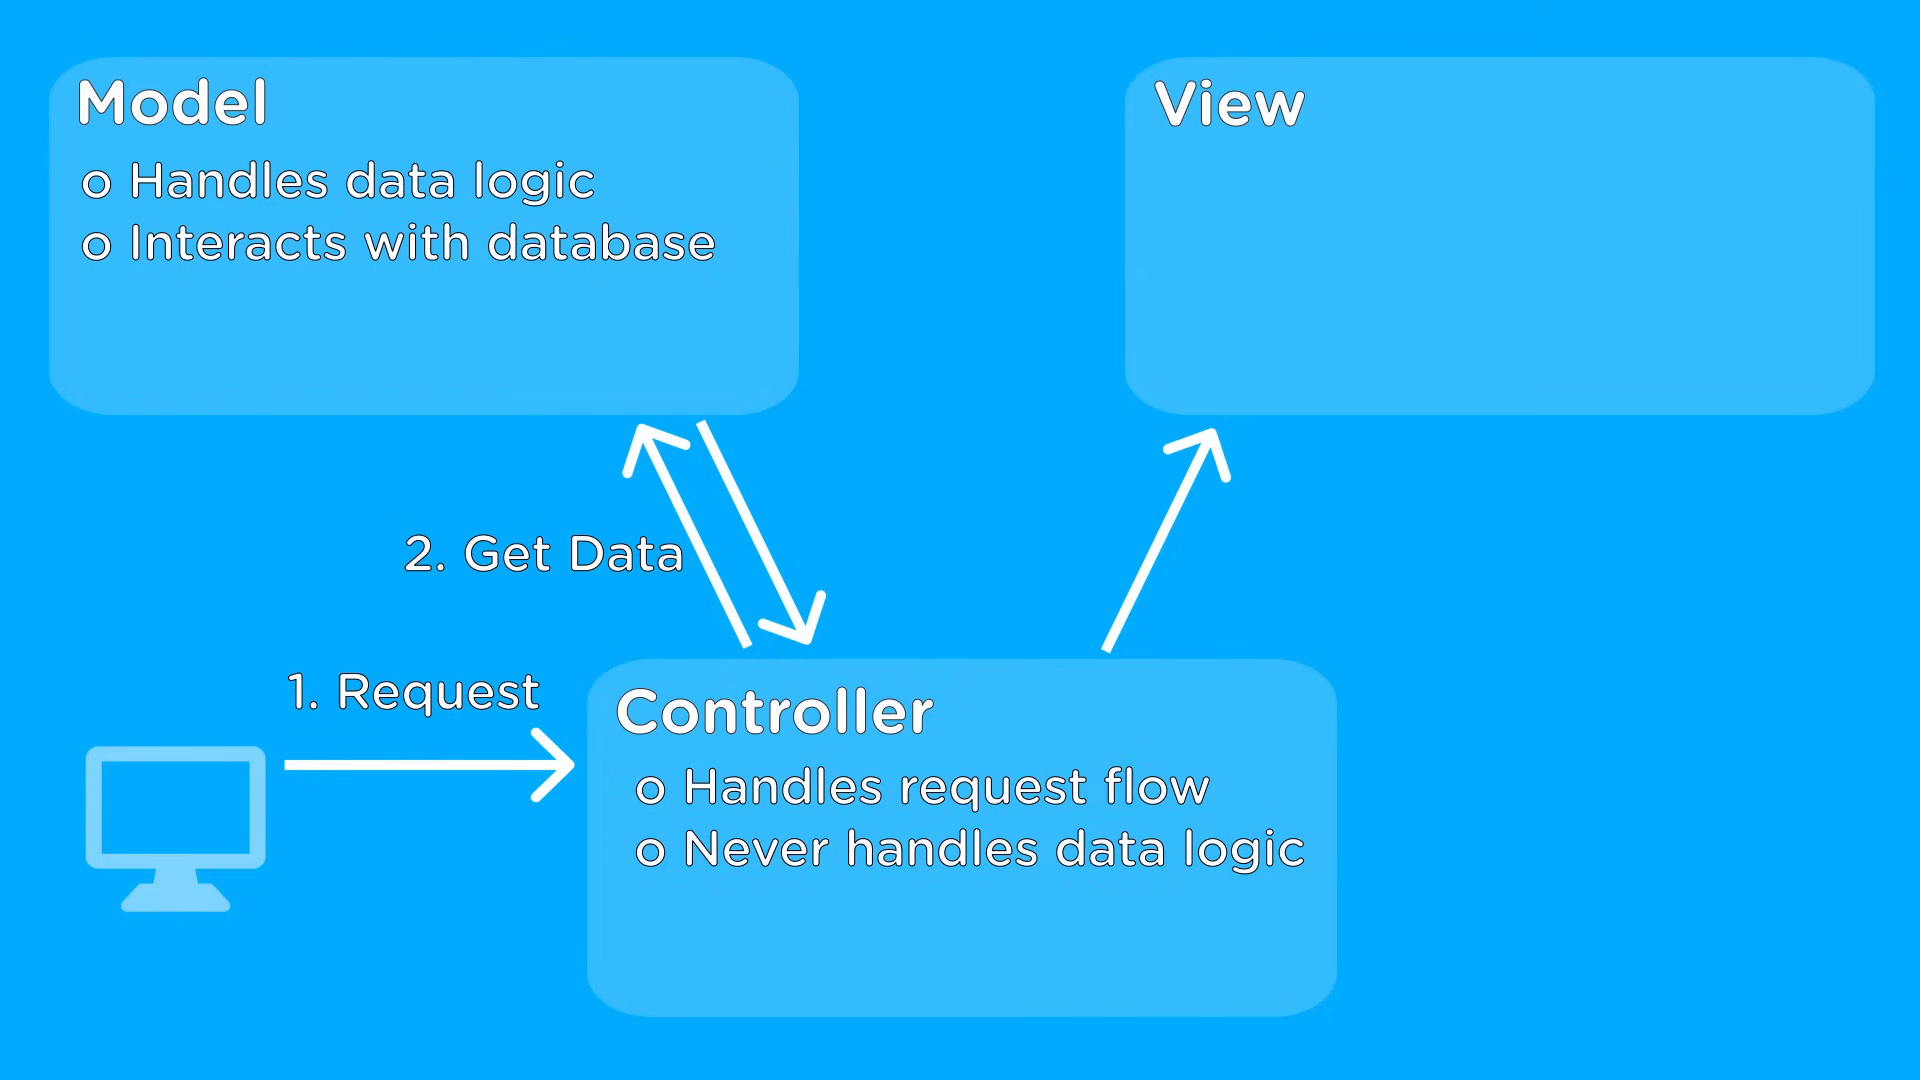 Model
o Handles data logic
o Interacts with database
View
2. Get Data
1. Request
Controller
o Handles request flow
o Never handles data logic